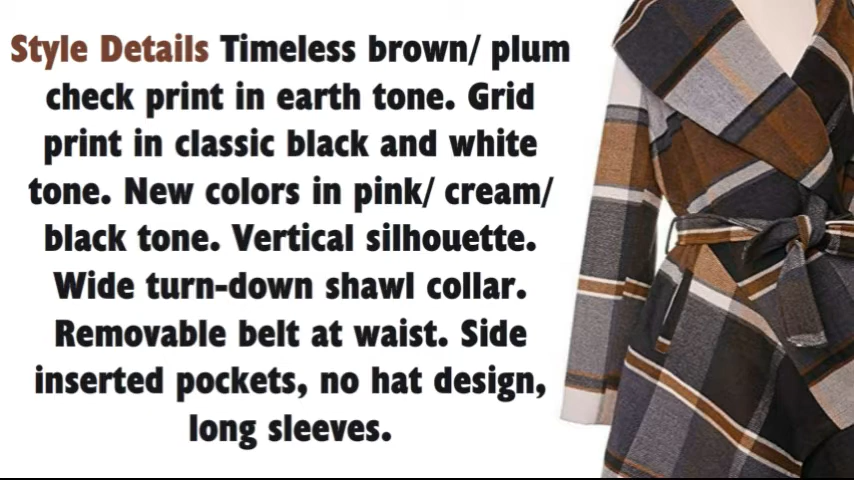 Style Details Timeless brown/ plum
check print in earth tone. Grid
print in classic black and white
tone. New colors in pink/ cream/
black tone. Vertical silhouette.
Wide turn-down shawl collar.
Removable belt at waist. Side
inserted pockets, no hat design,
long sleeves.